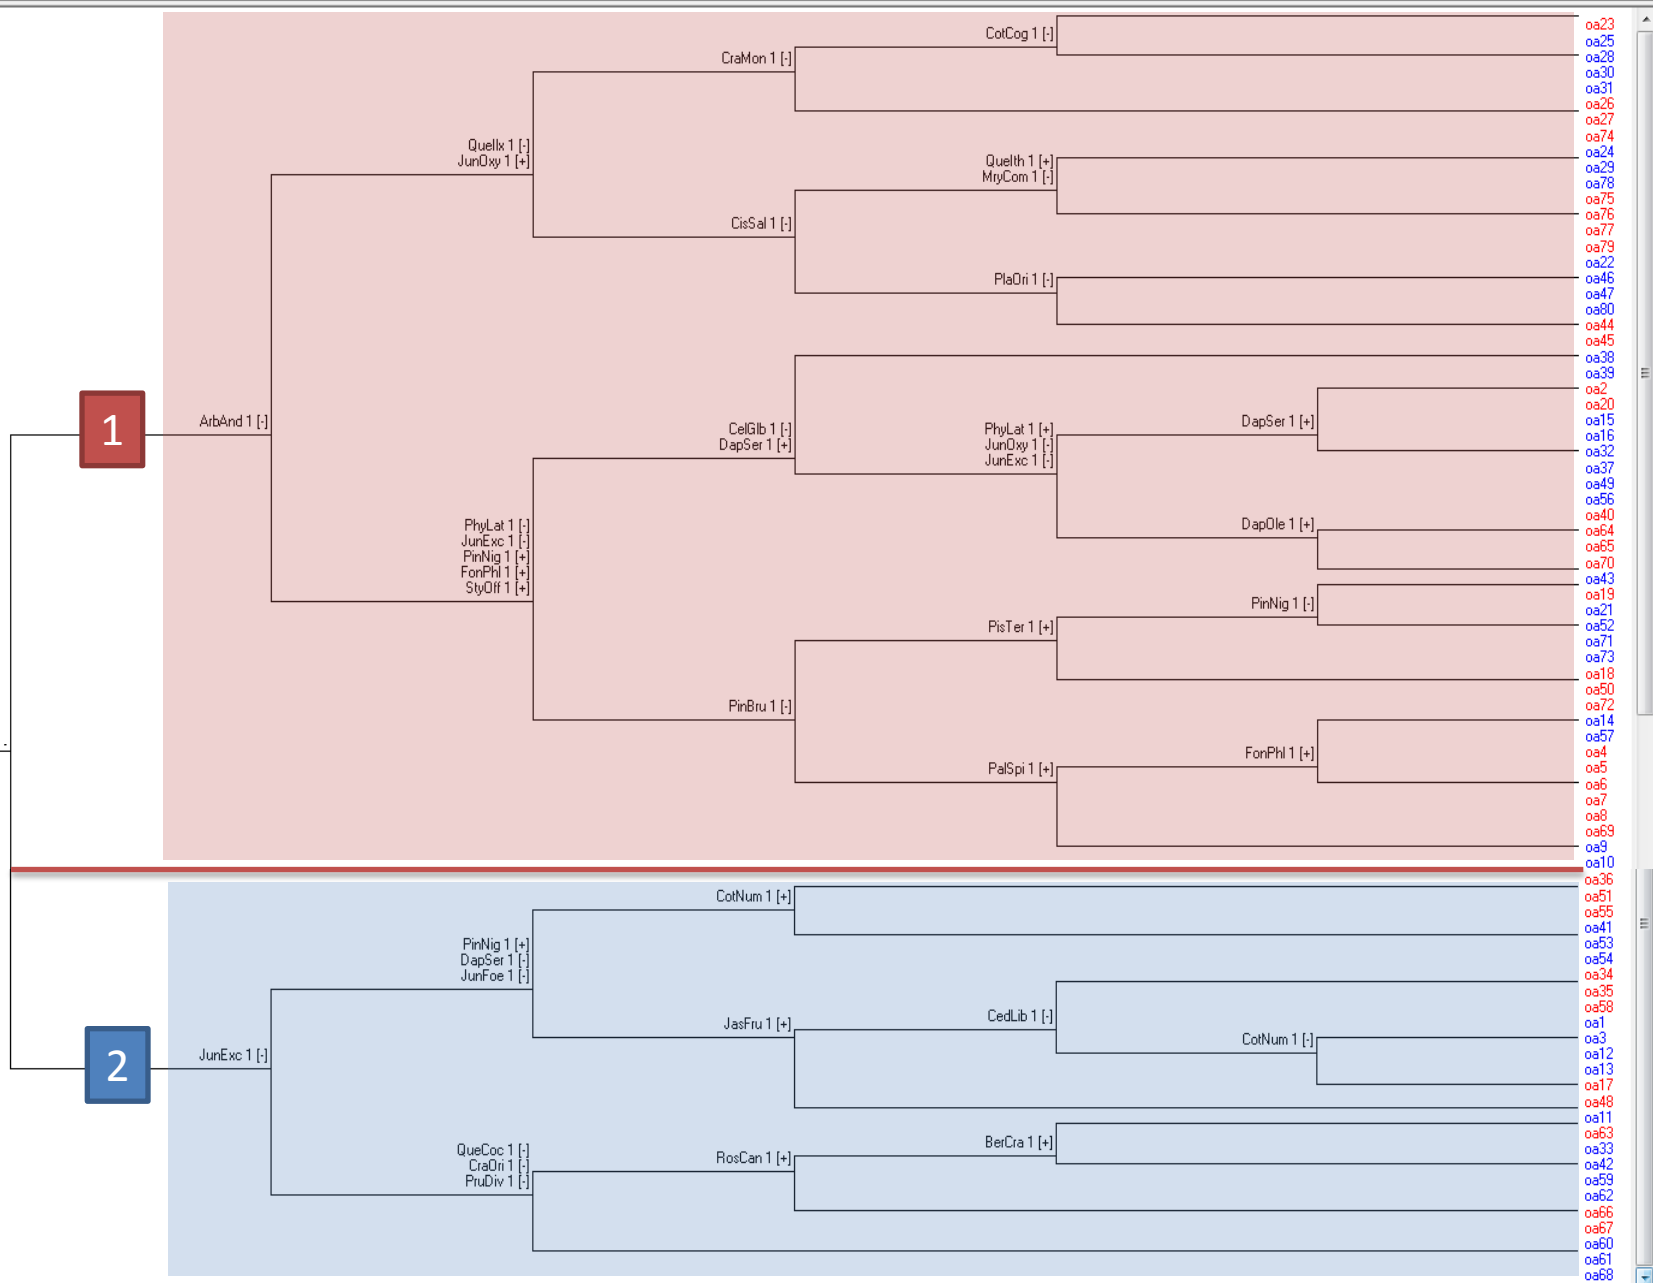 CotCog 1 [-]
CraMon 1 [-]
QueIlx 1 [-]
JunOxy 1 [+]
QueIth 1 [+]
MryCom 1 [-]
CisSal 1 [-]
PlaOri 1 [-]
1
ArbAnd 1 [-]
CelGlb 1 [-]
DapSer 1 [+]
PhyLat 1 [+]
JunOxy 1 [-]
JunExc 1 [-]
DapSer 1 [+]
DapOle 1 [+]
PhyLat 1 [-]
JunExc 1 [-]
PinNig 1 [+]
FonPhl 1 [+]
StyOff 1 [+]
PinNig 1 [-]
PisTer 1 [+]
PinBru 1 [-]
FonPhl 1 [+]
PalSpi 1 [+]
CotNum 1 [+]
PinNig 1 [+]
DapSer 1 [-]
JunFoe 1 [-]
CedLib 1 [-]
JasFru 1 [+]
CotNum 1 [-]
2
JunExc 1 [-]
BerCra 1 [+]
QueCoc 1 [-]
CraOri 1 [-]
PruDiv 1 [-]
RosCan 1 [+]
oa23
oa25
oa28
oa30
oa31
oa26
oa27
oa74
oa24
oa29
oa78
oa75
oa76
oa77
oa79
oa22
oa46
oa47
oa80
oa44
oa45
oa38
oa39
oa2
oa20
oa15
oa16
oa32
oa37
oa49
oa56
oa40
oa64
oa65
oa70
oa43
oa19
oa21
oa52
oa71
oa73
oa18
oa50
oa72
oa14
oa57
oa4
oa5
oa6
oa7
oa8
oa69
oa9
oa10
oa36
oa51
oa55
oa41
oa53
oa54
oa34
oa35
oa58
oa1
oa3
oa12
oa13
oa17
oa48
oa11
oa63
oa33
oa42
oa59
oa62
oa66
oa67
oa60
oa61
oa68